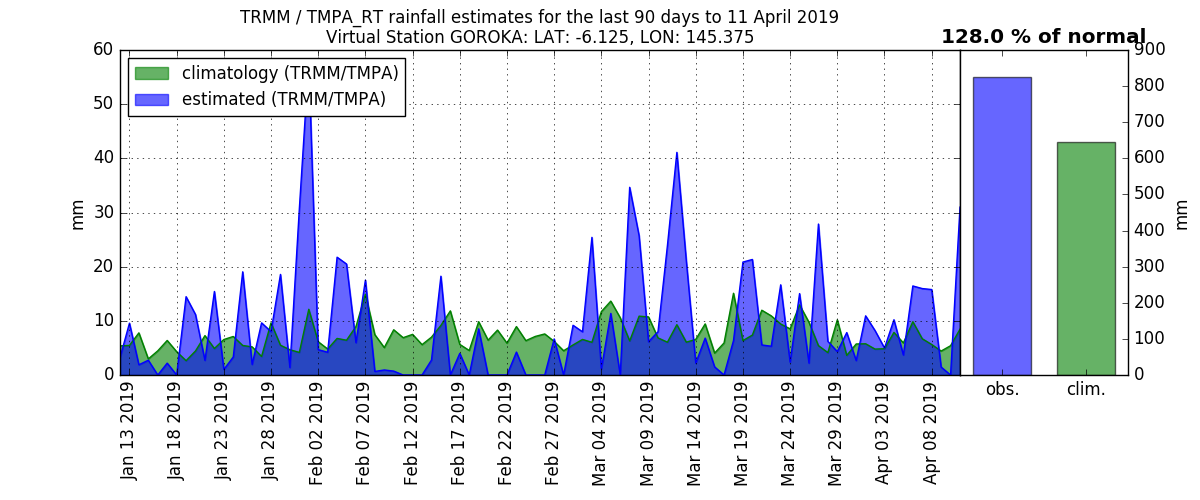 TRMM / TMPA_RT rainfall estimates for the last 90 days to 11 April 2019
Virtual Station GOROKA: LAT: -6.125, LON: 145.375
128.0 % of normal
climatology (TRMM/TMPA)
estimated (TRMM/TMPA)
mm
60
50
40
30
20
10
0
Jan 13 2019
Jan 18 2019
Jan 23 2019
Jan 28 2019
Feb 02 2019
Feb 07 2019
Feb 12 2019
Feb 17 2019
Feb 22 2019
Feb 27 2019
Mar 04 2019
Mar 09 2019
Mar 14 2019
Mar 19 2019
Mar 24 2019
Mar 29 2019
Apr 03 2019
Apr 08 2019
900
800
700
600
500
400
300
200
100
0
mm
obs.
clim.